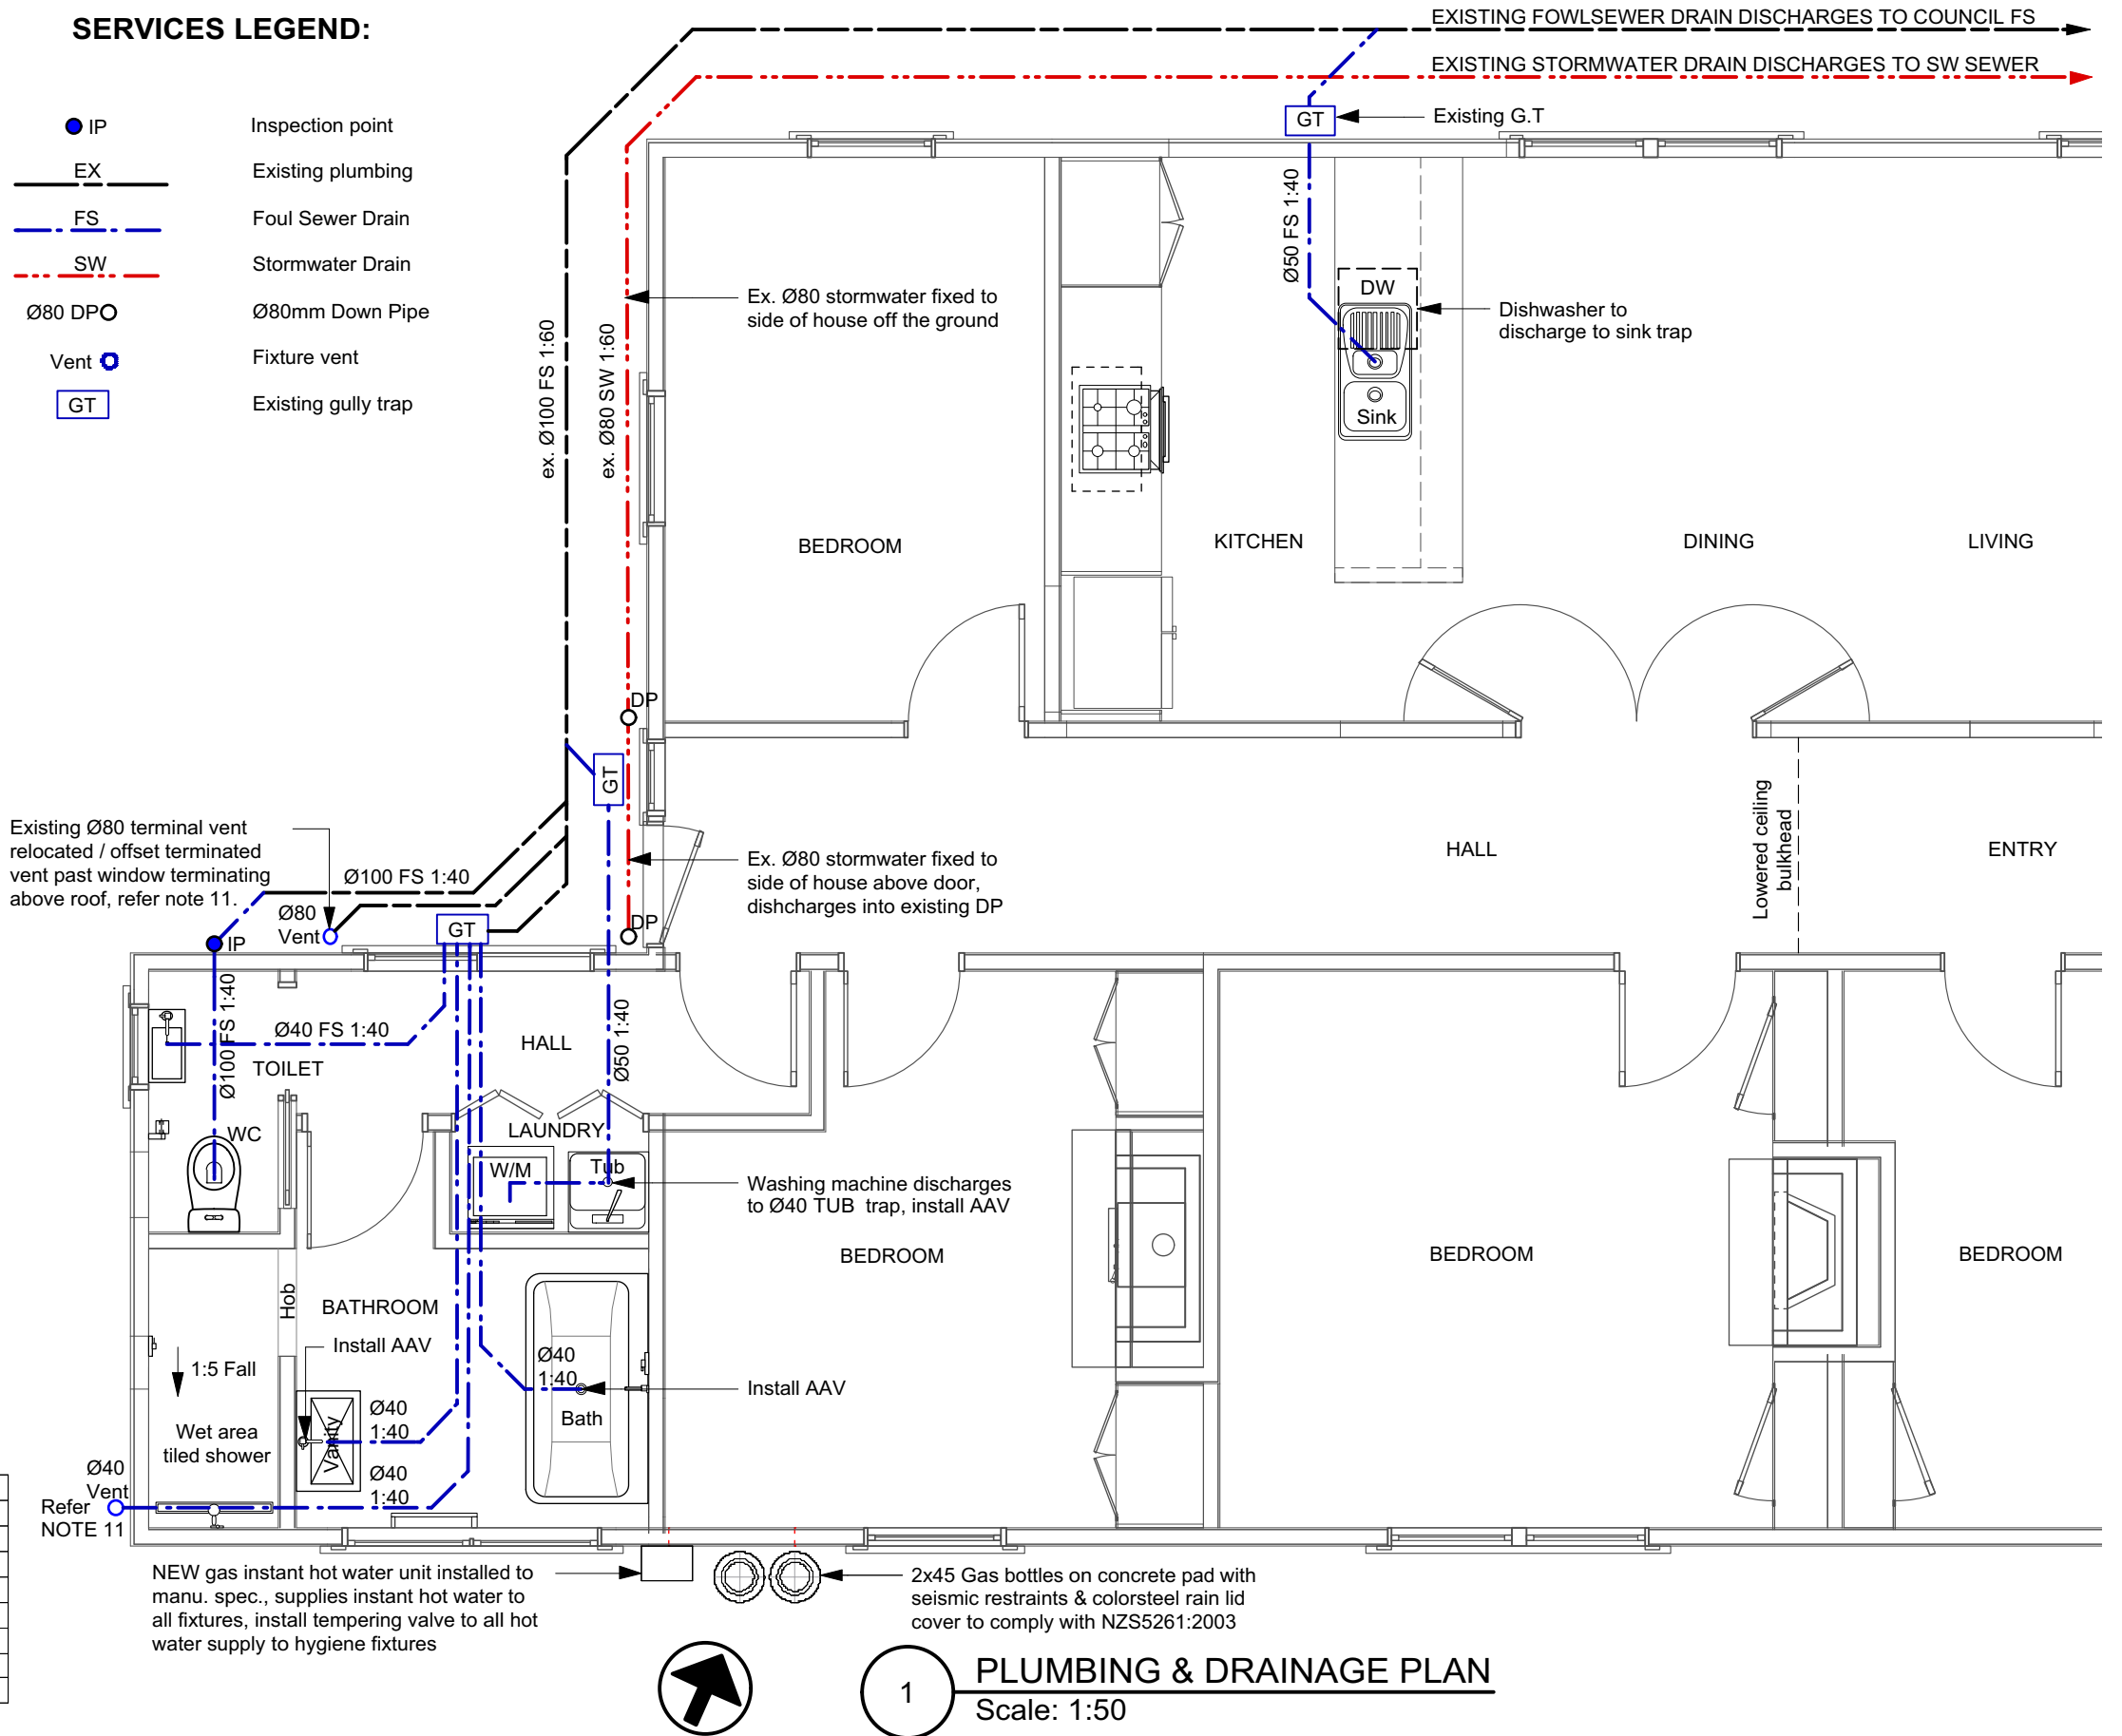 SERVICES LEGEND:
IP
Inspection point
EX
Existing plumbing
FS
Foul Sewer Drain
SW
Stormwater Drain
Ø80 DP
Ø80mm Down Pipe
Vent
Fixture vent
GT
Existing gully trap
EXISTING FOWLSEWER DRAIN DISCHARGES TO COUNCIL FS
EXISTING STORMWATER DRAIN DISCHARGES TO SW SEWER
GT
Existing G.T
Ø50 FS 1:40
ex. Ø100 FS 1:60
ex. Ø80 SW 1:60
Ex. Ø80 stormwater fixed to
side of house off the ground
DW
Dishwasher to
discharge to sink trap
Sink
BEDROOM
KITCHEN
DINING
LIVING
DP
GT
Existing Ø80 terminal vent
relocated / offset terminated
vent past window terminating
above roof, refer note 11.
Ø100 FS 1:40
Ø80
Vent
IP
GT
DP
Ex. Ø80 stormwater fixed to
side of house above door,
dishcharges into existing DP
HALL
Lowered ceiling
bulkhead
ENTRY
Ø100 FS 1:40
Ø40 FS 1:40
TOILET
HALL
Ø50 1:40
WC
LAUNDRY
W/M
Tub
Washing machine discharges
to Ø40 TUB trap, install AAV
BEDROOM
BEDROOM
BEDROOM
Hob
BATHROOM
Install AAV
1:5 Fall
Ø40
1:40
Install AAV
Bath
Vanity
Ø40
1:40
Wet area
tiled shower
Ø40
1:40
Ø40
Vent
Refer
NOTE 11
NEW gas instant hot water unit installed to
manu. spec., supplies instant hot water to
all fixtures, install tempering valve to all hot
water supply to hygiene fixtures
2x45 Gas bottles on concrete pad with
seismic restraints & colorsteel rain lid
cover to comply with NZS5261:2003
1
PLUMBING & DRAINAGE PLAN
Scale: 1:50